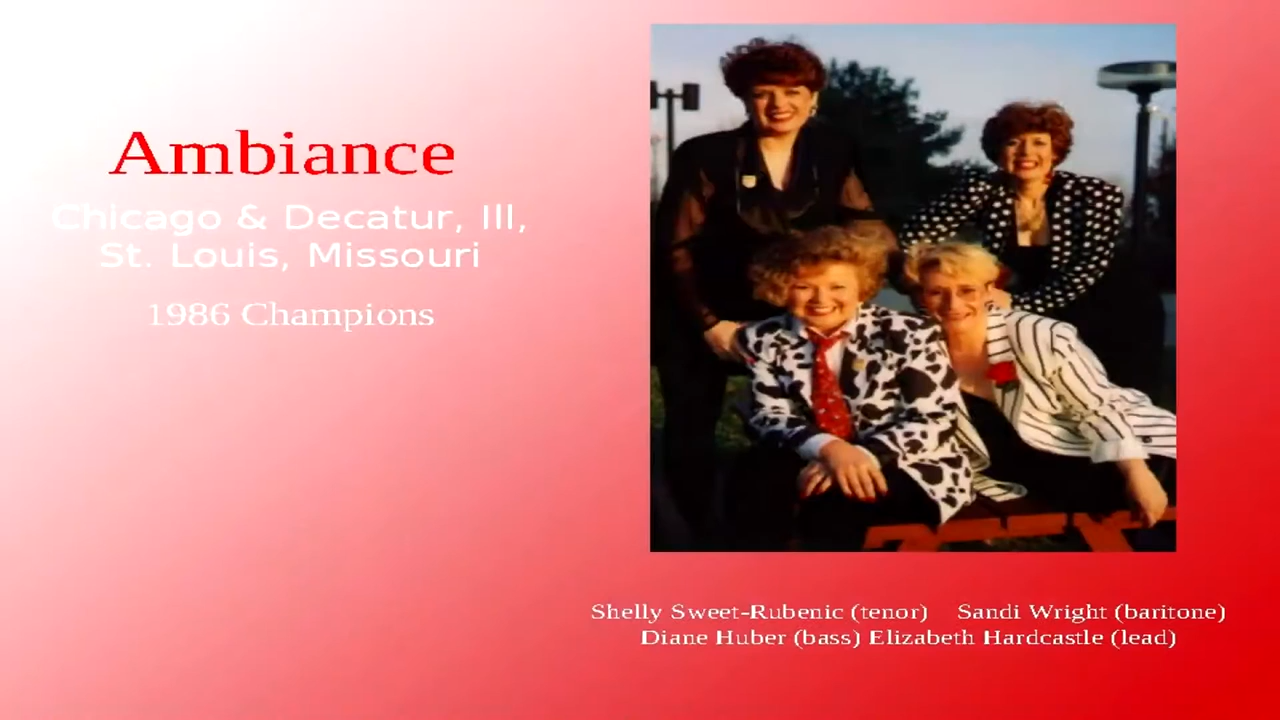 Ambiance
Chicago & Decatur, Ill,
St. Louis, Missouri
1986 Champions
Shelly Sweet-Rubenic (tenor) Sandi Wright (baritone)
Diane Huber (bass) Elizabeth Hardcastle (lead)